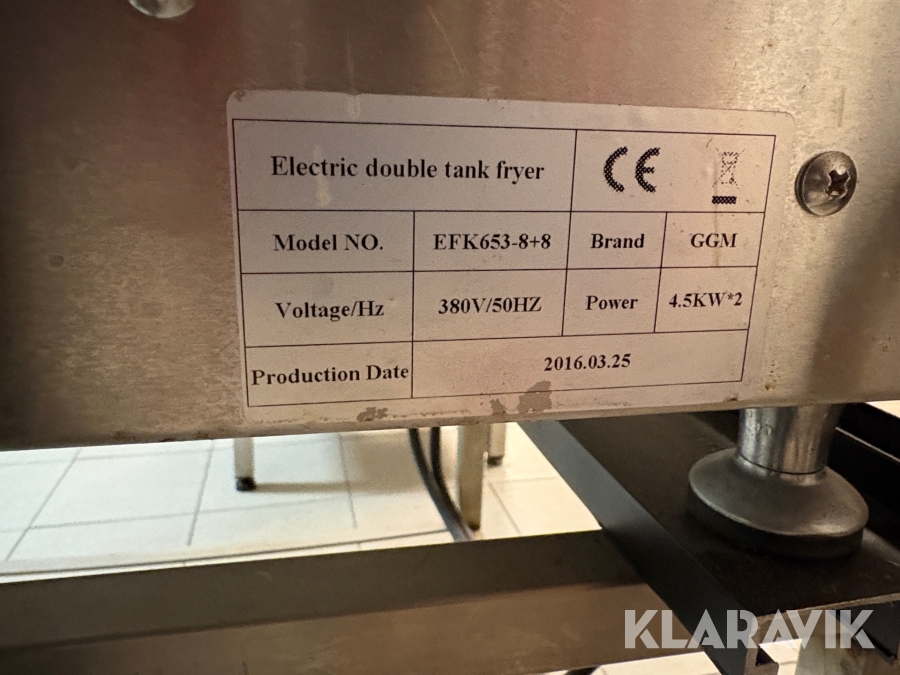 Electric double tank fryer CE
Model NO. EFK653-8+8 Brand GGM
Voltage/Hz 380V/50HZ Power 4.5KW*2
Production Date 2016.03.25
KLARAVIK